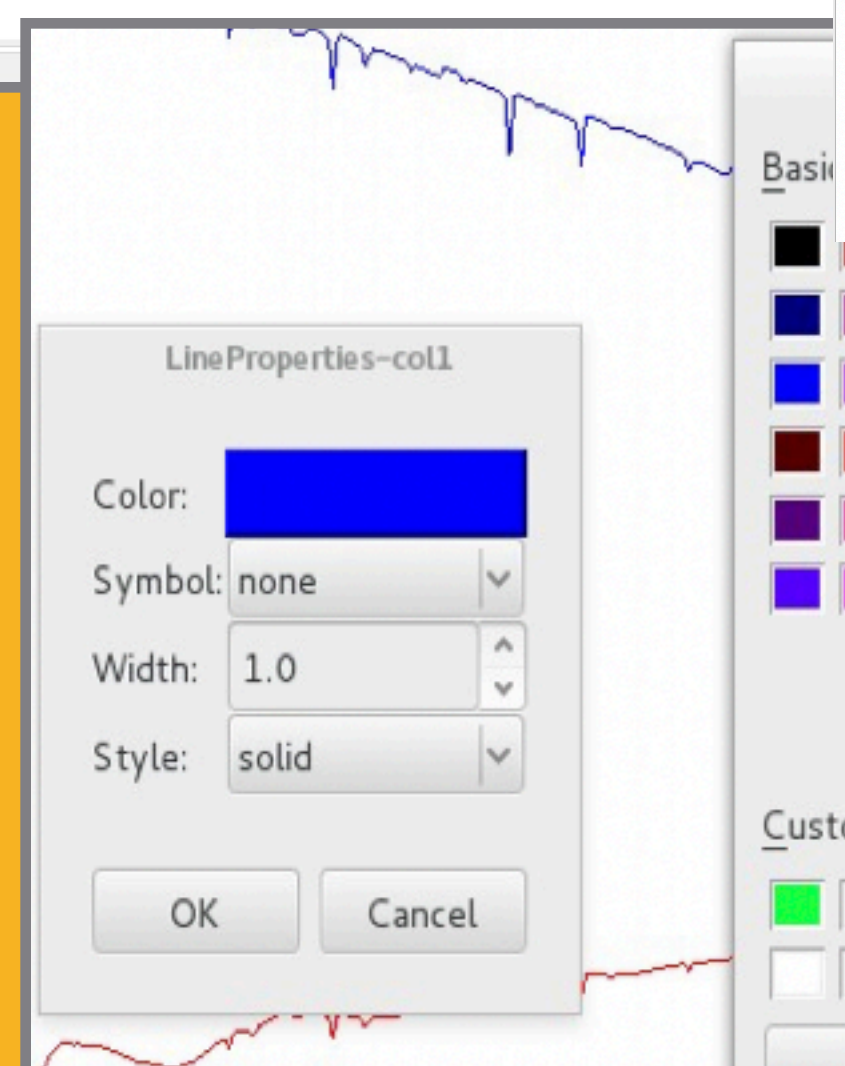 LineProperties-col1
Color:
Symbol: none
Width: 1.0
Style: solid
OK Cancel
Basic
Custo